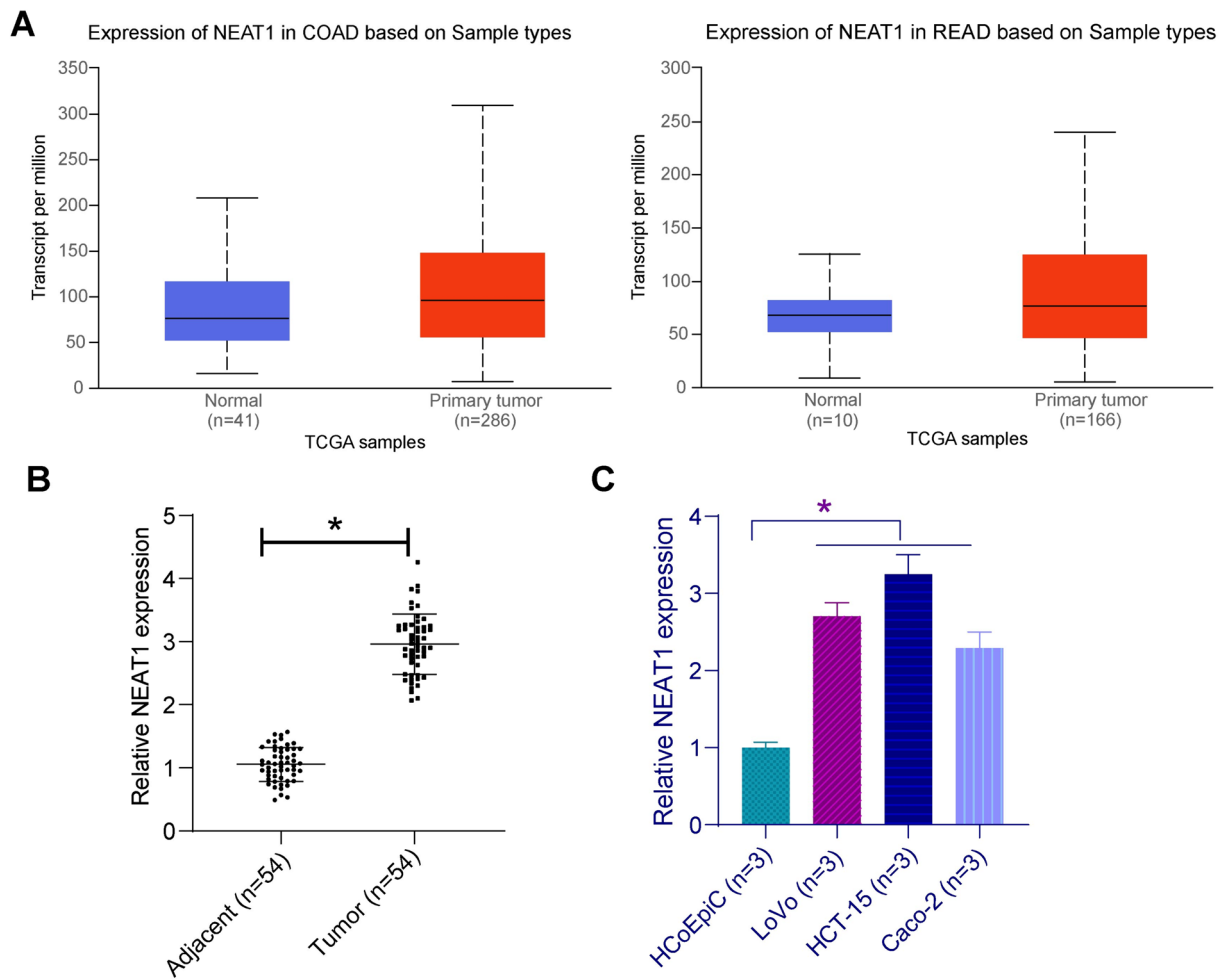 A
Expression of NEAT1 in COAD based on Sample types
Transcript per million
350
300
250
200
150
100
50
0
Normal
(n=41)
Primary tumor
(n=286)
TCGA samples
Expression of NEAT1 in READ based on Sample types
Transcript per million
300
250
200
150
100
50
0
Normal
(n=10)
Primary tumor
(n=166)
TCGA samples
B
Relative NEAT1 expression
5
4
3
2
1
0
*
Adjacent (n=54)
Tumor (n=54)
C
Relative NEAT1 expression
4
3
2
1
0
*
HCoEpiC (n=3)
LoVo (n=3)
HCT-15 (n=3)
Caco-2 (n=3)